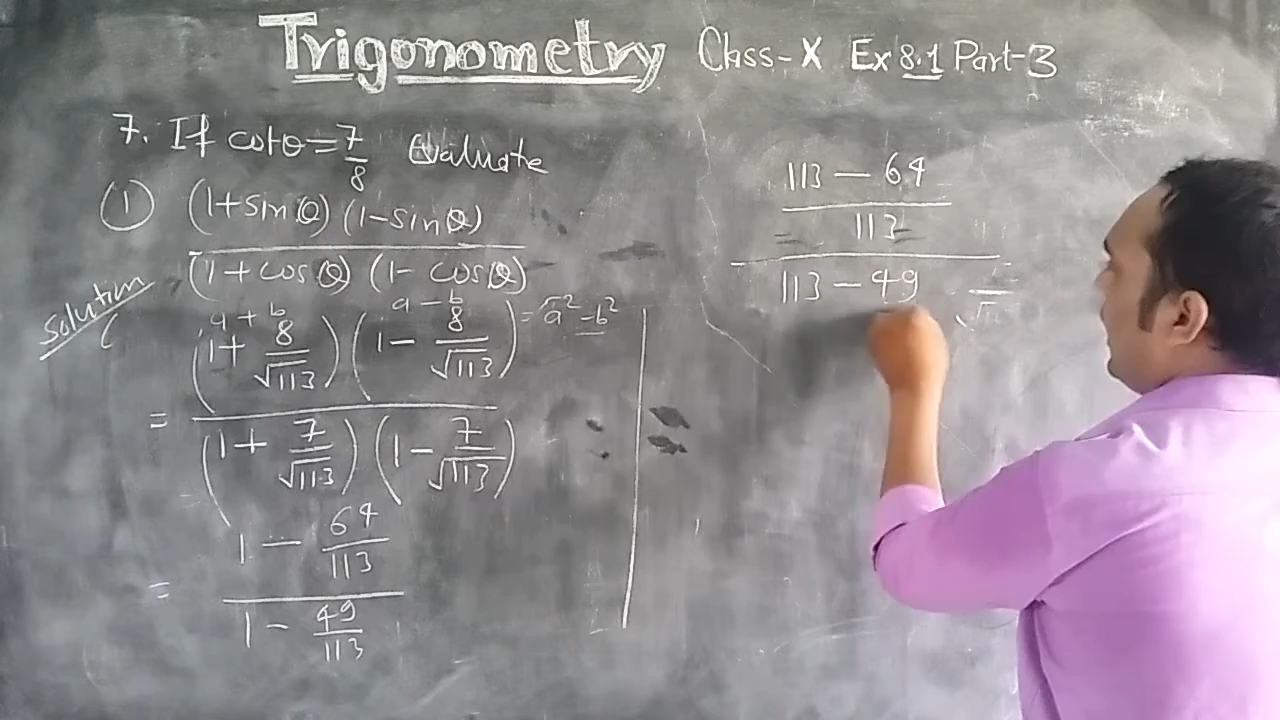 Trigonometry Class-X Ex 8.1 Part-3
7. If cotθ = 7/8 Evaluate
(1) (1+sinθ)(1-sinθ)
(1+cosθ)(1-cosθ)
Solution
a + b a - b
(1+ 8/√113)(1- 8/√113) = a²-b²
= (1+ 7/√113)(1- 7/√113)
1 - 64/113
=
1 - 49/113
113 - 64
113
113 - 49